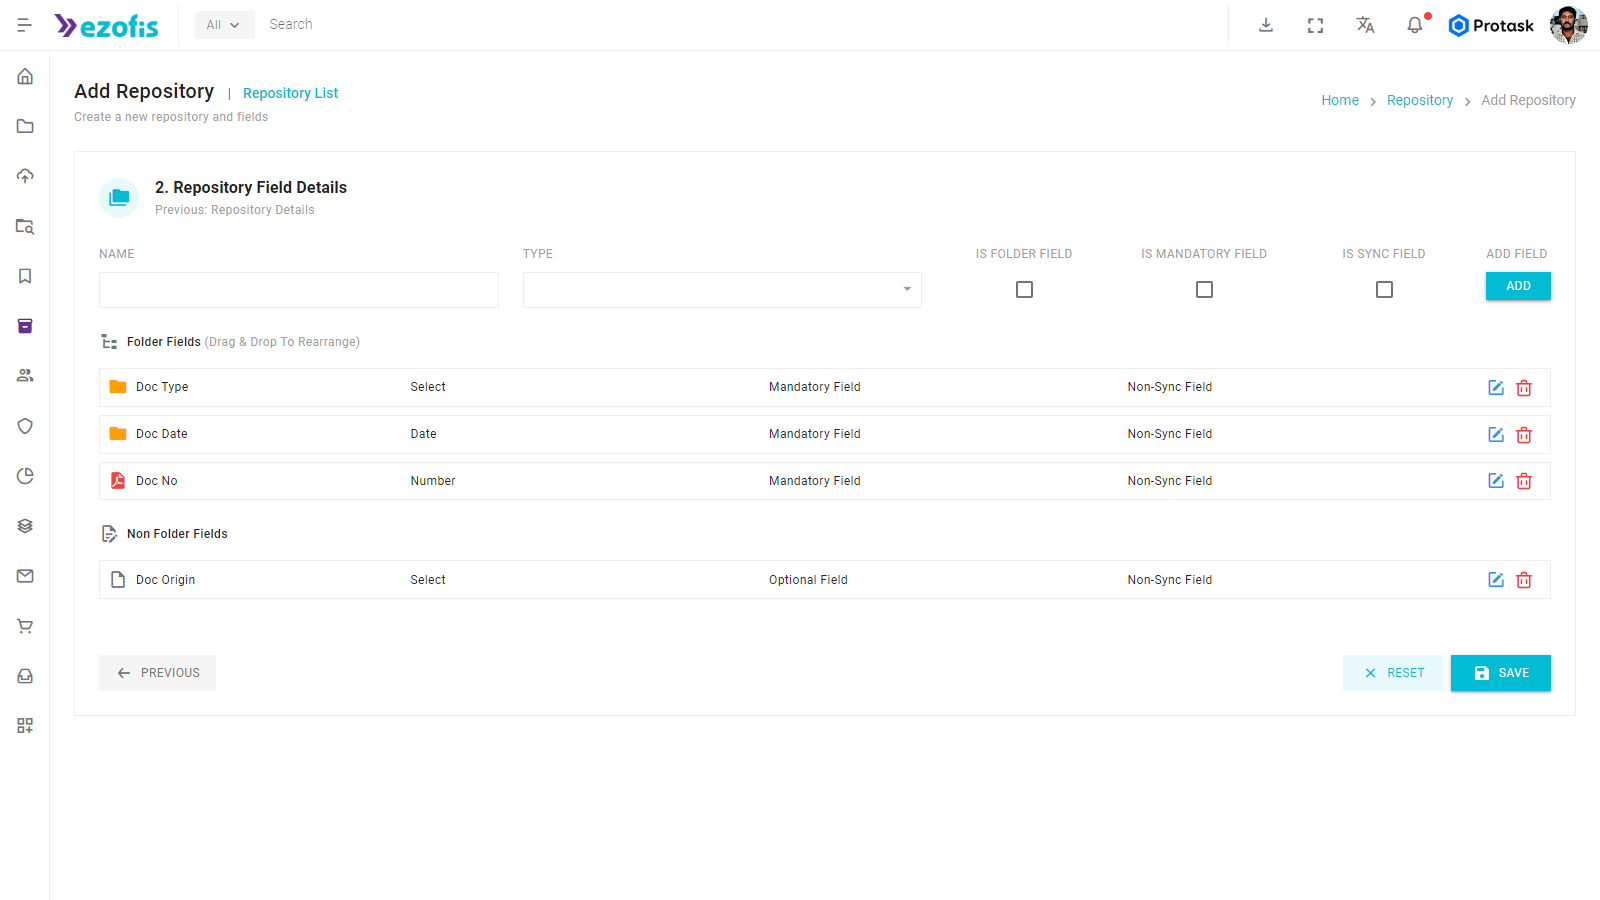 ezofis
All
Search
Protask
Add Repository | Repository List
Create a new repository and fields
Home > Repository > Add Repository
2. Repository Field Details
Previous: Repository Details
NAME TYPE IS FOLDER FIELD IS MANDATORY FIELD IS SYNC FIELD ADD FIELD
ADD
Folder Fields (Drag & Drop To Rearrange)
Doc Type Select Mandatory Field Non-Sync Field
Doc Date Date Mandatory Field Non-Sync Field
Doc No Number Mandatory Field Non-Sync Field
Non Folder Fields
Doc Origin Select Optional Field Non-Sync Field
PREVIOUS RESET SAVE